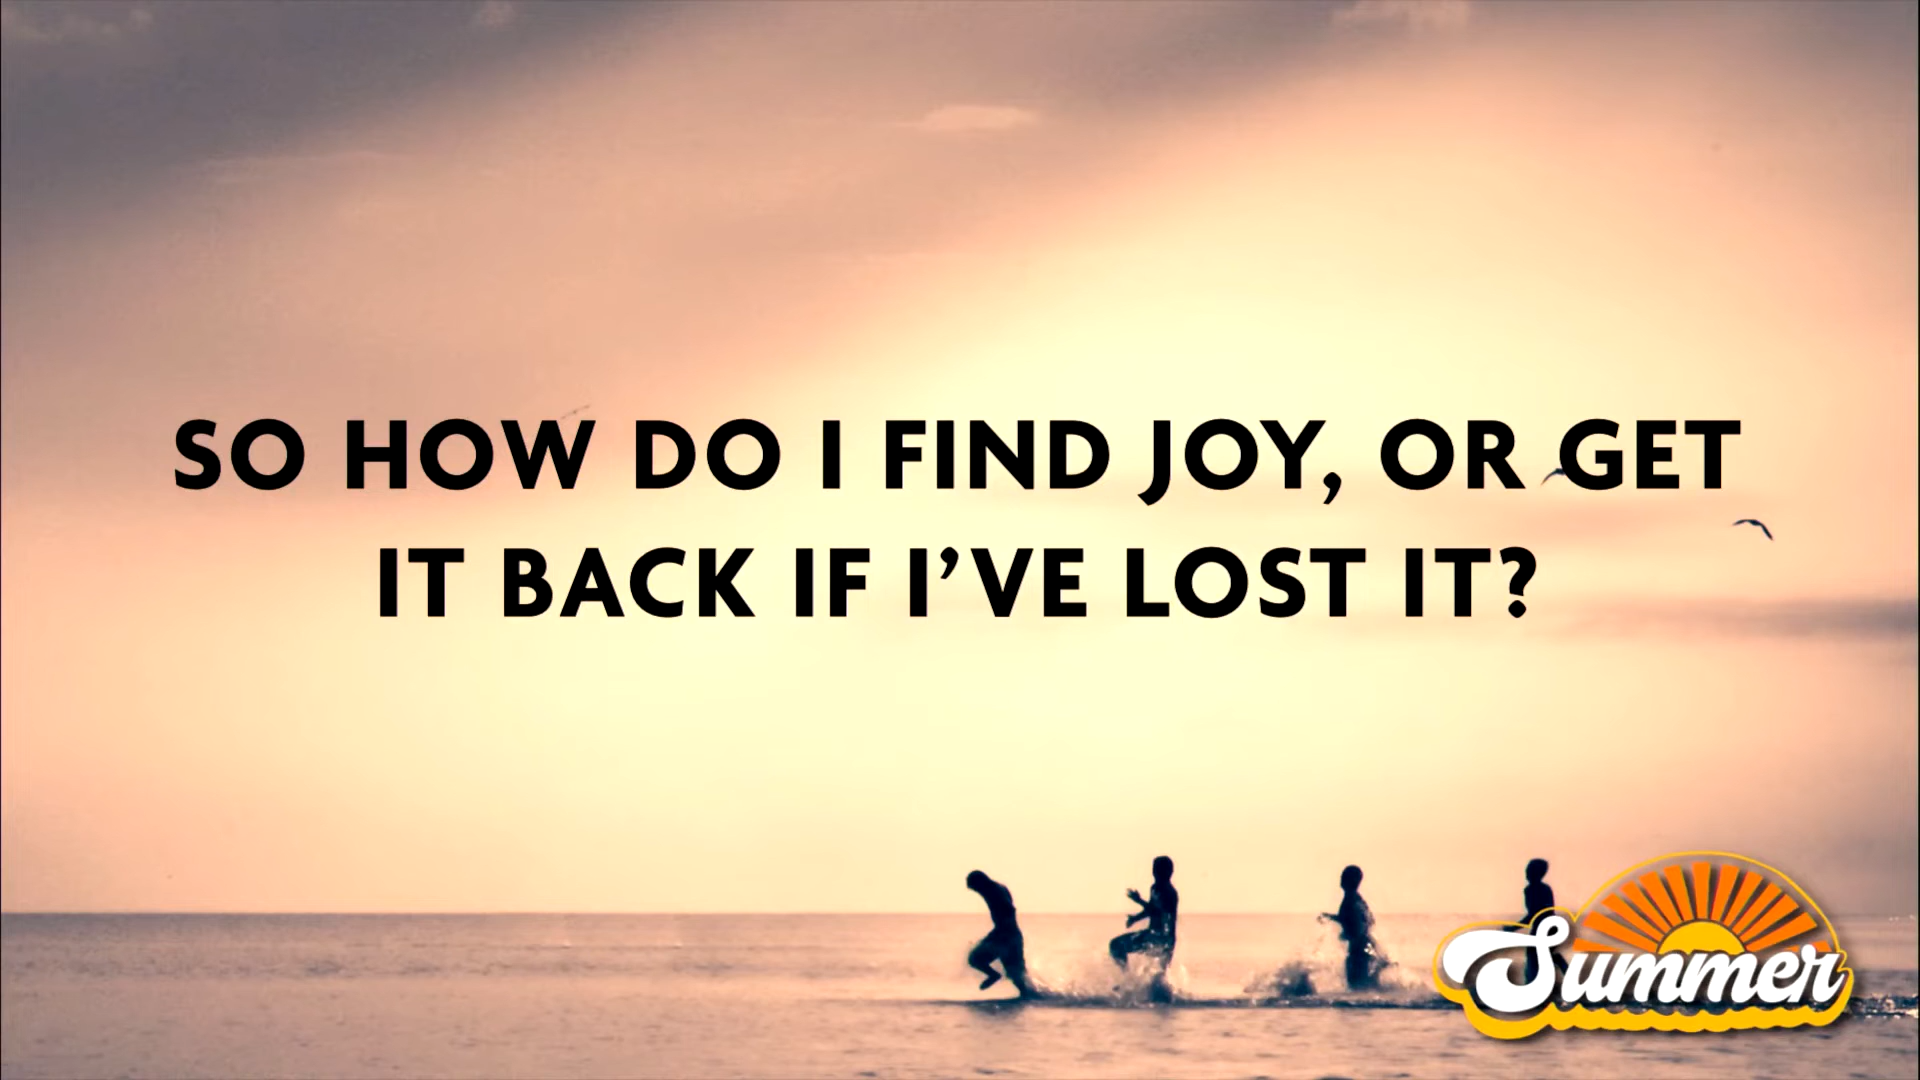 SO HOW DO I FIND JOY, OR GET
IT BACK IF I’VE LOST IT?
Summer